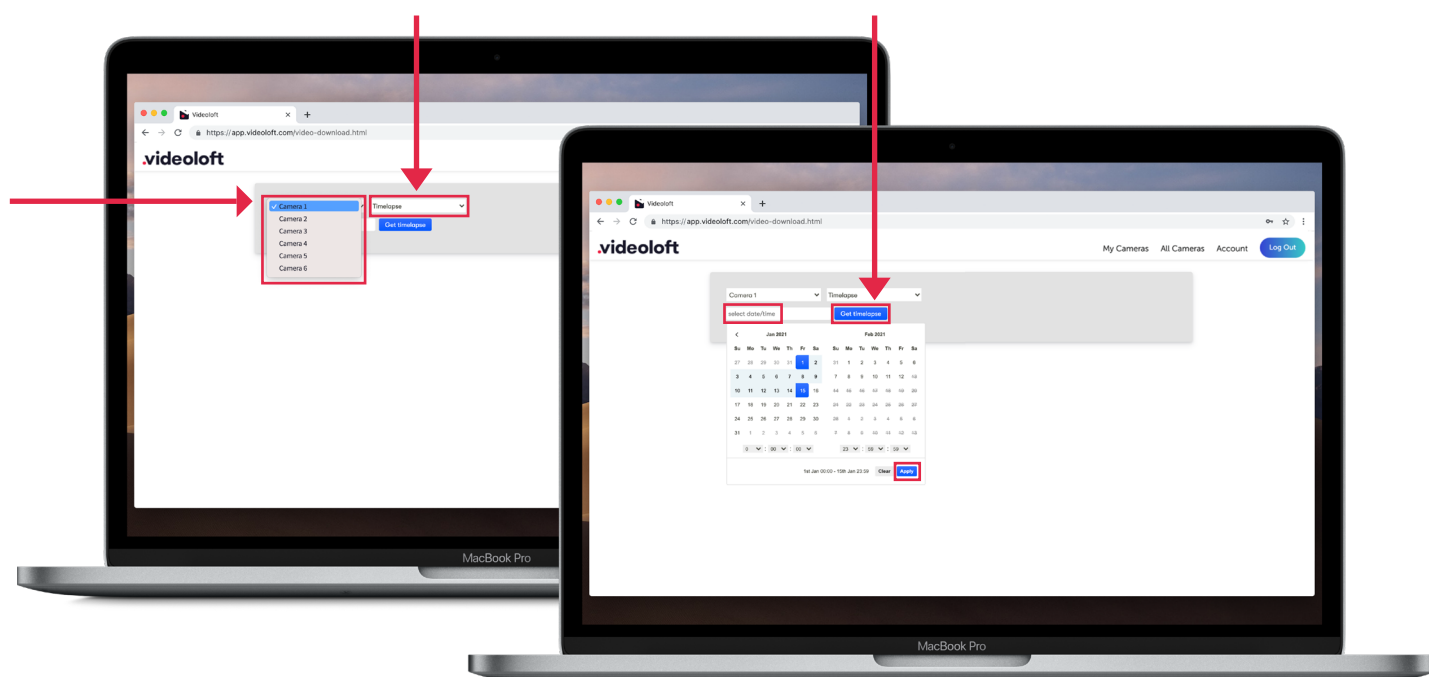 Videoloft
https://app.videoloft.com/video-download.html
.videoloft
Camera 1
Timelapse
Camera 2
Get timelapse
Camera 3
Camera 4
Camera 5
Camera 6
MacBook Pro
Videoloft
https://app.videoloft.com/video-download.html
.videoloft
My Cameras All Cameras Account Log Out
Camera 1 Timelapse
select date/time Get timelapse
Jan 2021 Feb 2021
Su Mo Tu We Th Fr Sa Su Mo Tu We Th Fr Sa
27 28 29 30 31 1 2 31 1 2 3 4 5 6
3 4 5 6 7 8 9 7 8 9 10 11 12 13
10 11 12 13 14 15 16 14 15 16 17 18 19 20
17 18 19 20 21 22 23 21 22 23 24 25 26 27
24 25 26 27 28 29 30 28 1 2 3 4 5 6
31 1 2 3 4 5 6 7 8 9 10 11 12 13
0 : 00 : 00 23 : :
1st Jan 00:00 - 15th Jan Clear Apply
MacBook Pro